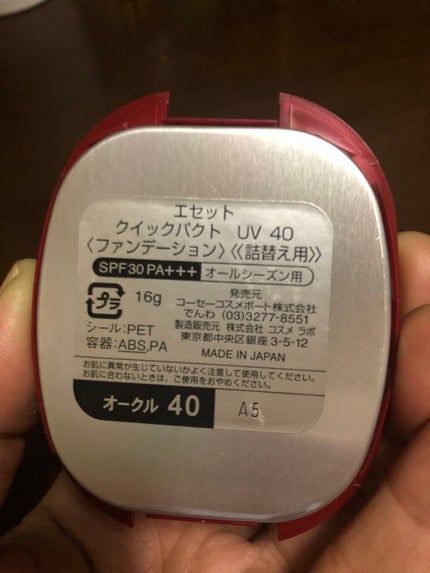 エセット
クイックパクト UV 40
〈ファンデーション〉《詰替え用》
SPF30 PA+++ オールシーズン用
プラ 16g
発売元
コーセーコスメポート株式会社
でんわ (03)3277-8551
シール:PET
製造販売元 株式会社 コスメ ラボ
容器:ABS,PA
東京都中央区銀座 3-5-12
MADE IN JAPAN
お肌に異常が生じていないかよく注意して使用してください。
お肌に合わないときは、ご使用をおやめください。
オークル 40 A5